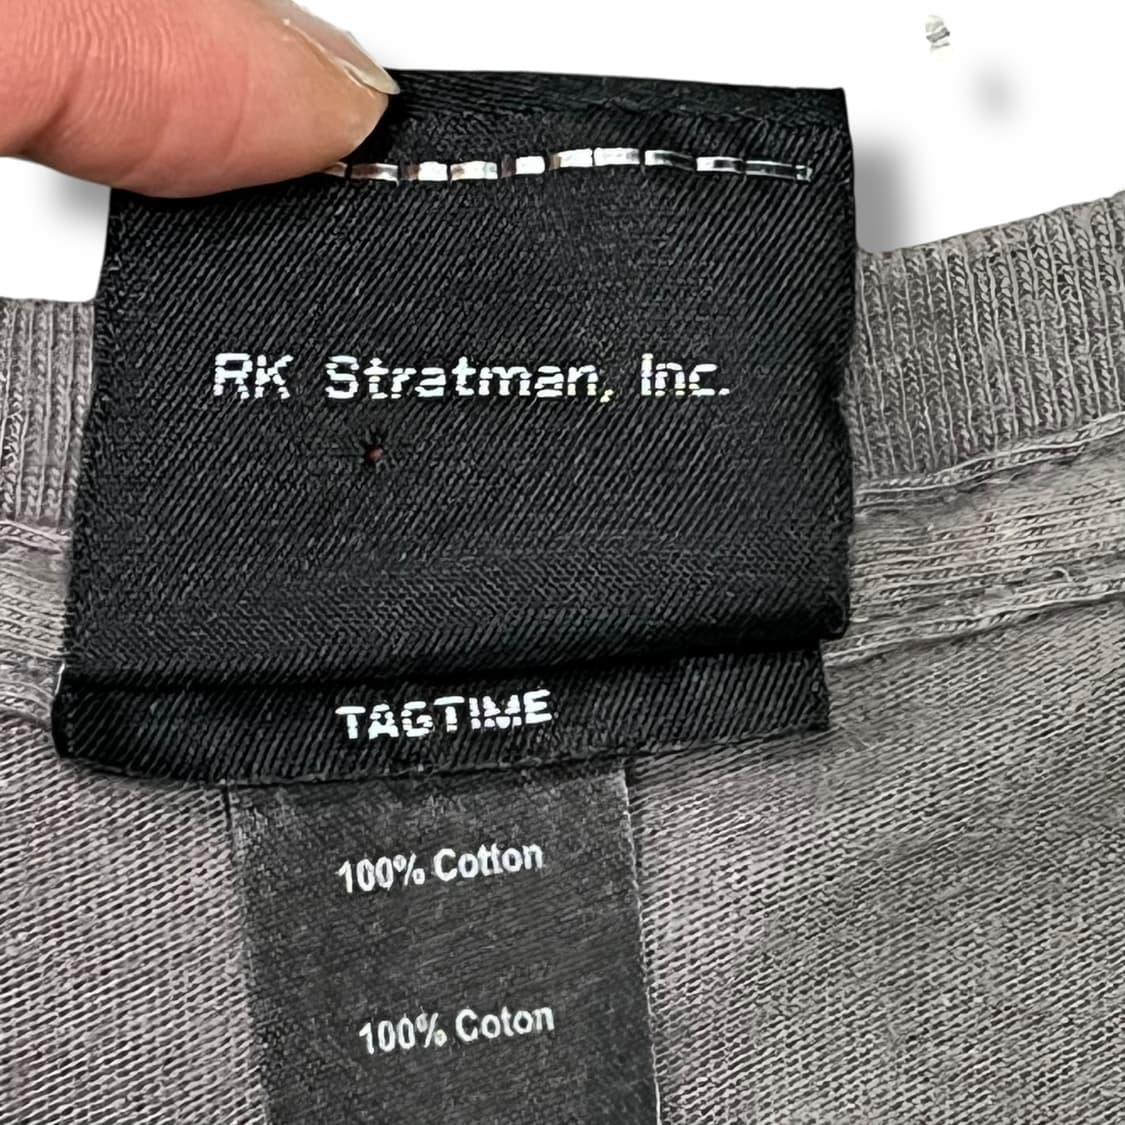 RK Stratman, Inc.
TAGTIME
100% Cotton
100% Coton